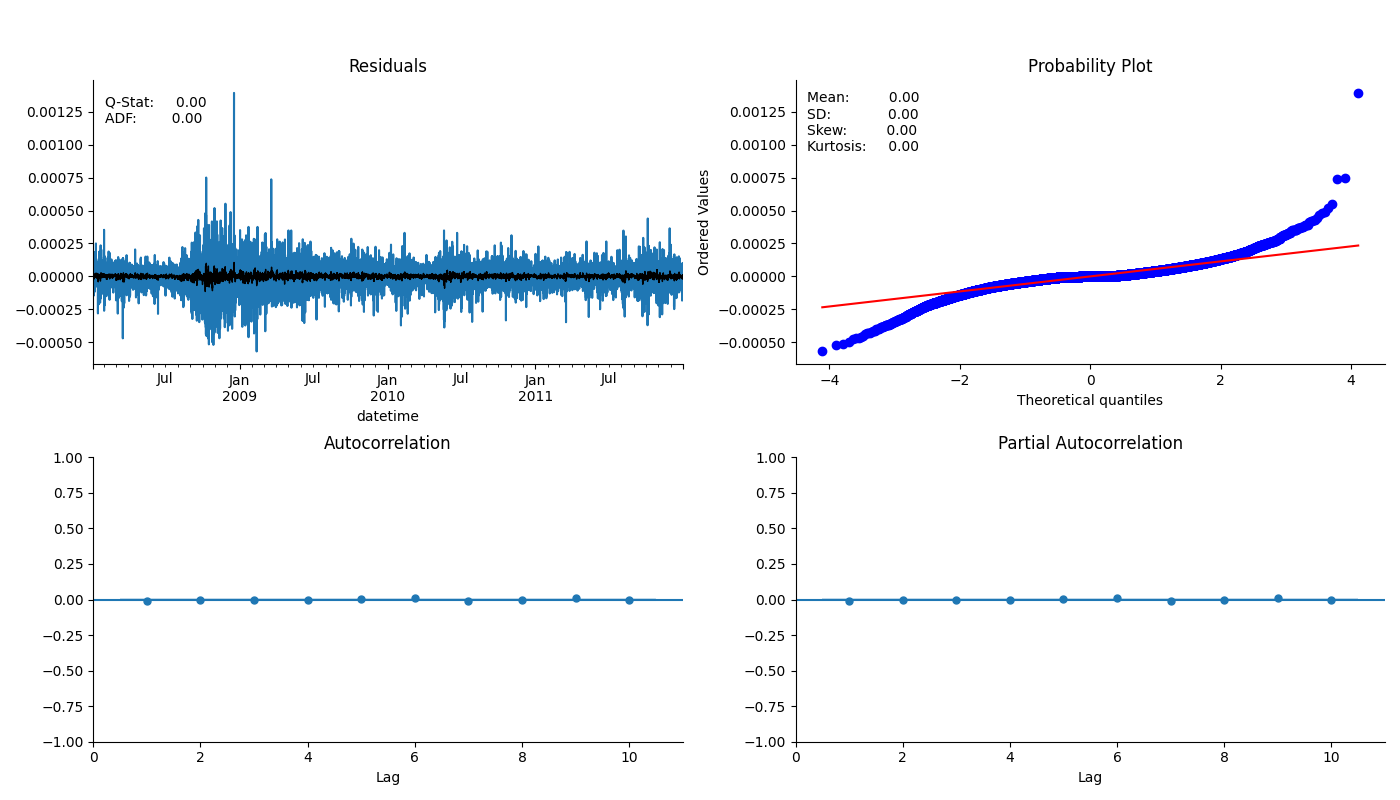 Residuals
Q-Stat: 0.00
ADF: 0.00
0.00125
0.00100
0.00075
0.00050
0.00025
0.00000
−0.00025
−0.00050
Jul Jan Jul Jan Jul Jan Jul
2009 2010 2011
datetime
Probability Plot
Mean: 0.00
SD: 0.00
Skew: 0.00
Kurtosis: 0.00
Ordered Values
0.00125
0.00100
0.00075
0.00050
0.00025
0.00000
−0.00025
−0.00050
−4 −2 0 2 4
Theoretical quantiles
Autocorrelation
1.00
0.75
0.50
0.25
0.00
−0.25
−0.50
−0.75
−1.00
0 2 4 6 8 10
Lag
Partial Autocorrelation
1.00
0.75
0.50
0.25
0.00
−0.25
−0.50
−0.75
−1.00
0 2 4 6 8 10
Lag